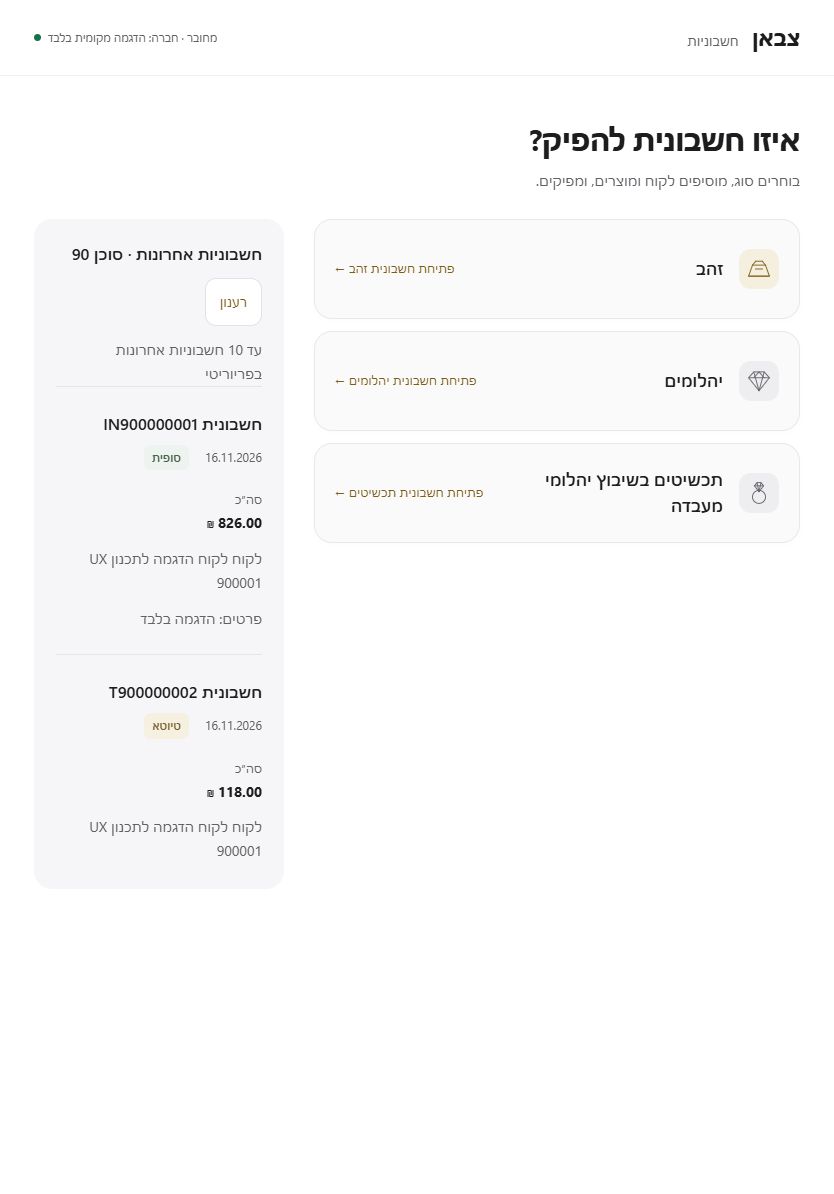 צבאן חשבוניות
מחובר · חברה: הדגמה מקומית בלבד
איזו חשבונית להפיק?
בוחרים סוג, מוסיפים לקוח ומוצרים, ומפיקים.
זהב
פתיחת חשבונית זהב ←
יהלומים
פתיחת חשבונית יהלומים ←
תכשיטים בשיבוץ יהלומי
מעבדה
פתיחת חשבונית תכשיטים ←
חשבוניות אחרונות · סוכן 90
רענון
עד 10 חשבוניות אחרונות
בפריוריטי
חשבונית IN900000001
16.11.2026 סופית
סה״כ
826.00 ₪
לקוח לקוח הדגמה לתכנון UX
900001
פרטים: הדגמה בלבד
חשבונית T900000002
16.11.2026 טיוטא
סה״כ
118.00 ₪
לקוח לקוח הדגמה לתכנון UX
900001